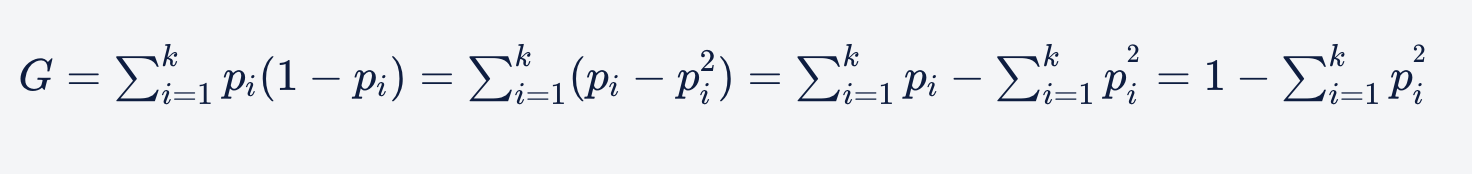 G = ∑_{i=1}^{k} p_i(1 − p_i) = ∑_{i=1}^{k} (p_i − p_i^2) = ∑_{i=1}^{k} p_i − ∑_{i=1}^{k} p_i^2 = 1 − ∑_{i=1}^{k} p_i^2